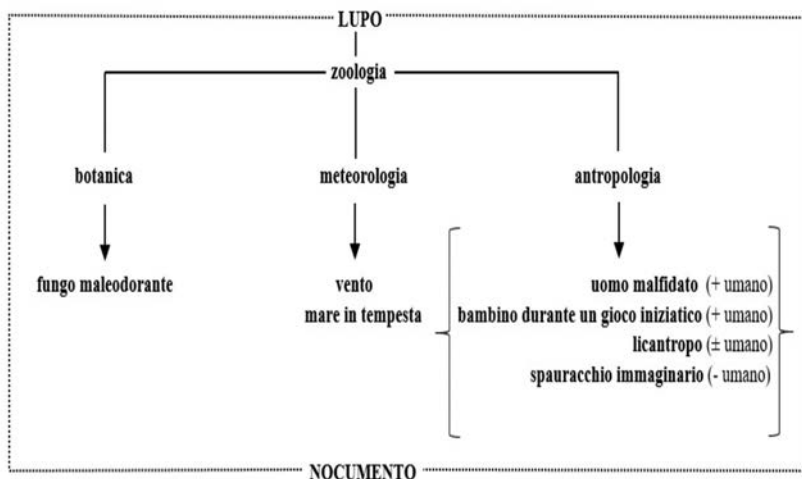 LUPO
zoologia
botanica
meteorologia
antropologia
fungo maleodorante
vento
mare in tempesta
uomo malfidato (+ umano)
bambino durante un gioco iniziatico (+ umano)
licantropo (± umano)
spauracchio immaginario (- umano)
NOCUMENTO